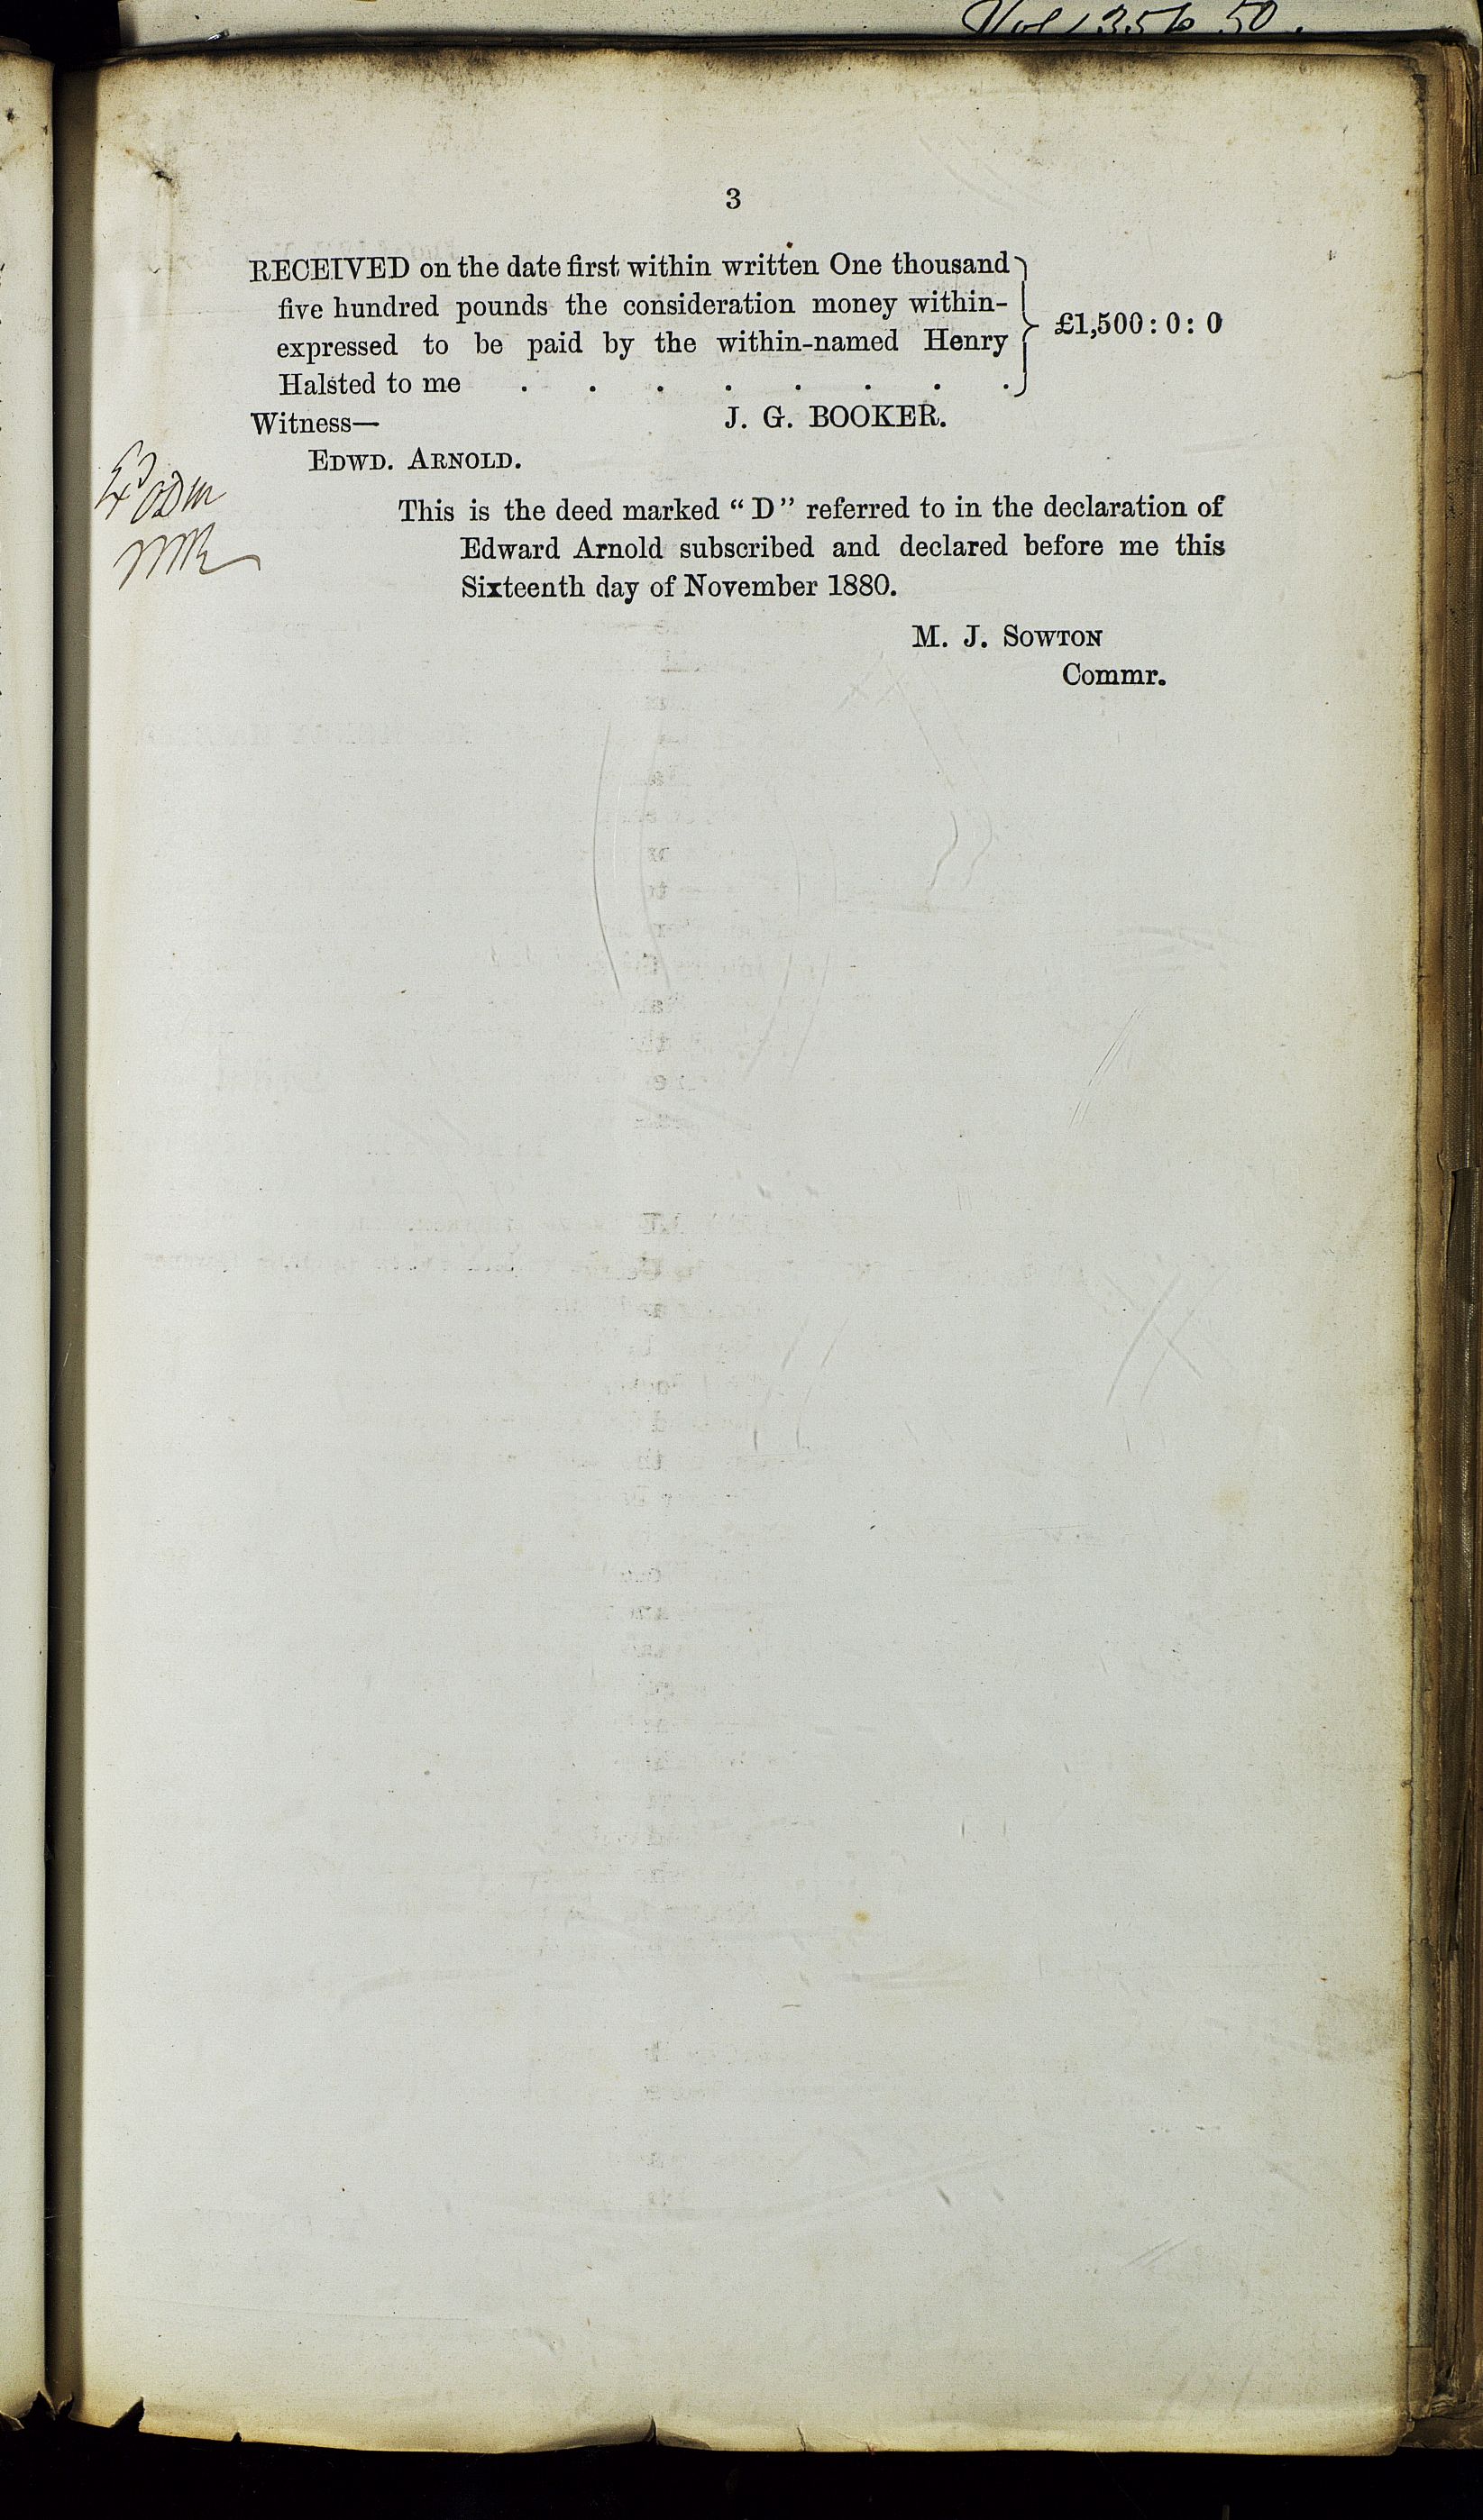 3
RECEIVED on the date first within written One thousand
five hundred pounds the consideration money within-
expressed to be paid by the within-named Henry
Halsted to me . . . . . . . .
£1,500 : 0 : 0
Witness—
J. G. BOOKER.
EDWD. ARNOLD.
This is the deed marked “D” referred to in the declaration of
Edward Arnold subscribed and declared before me this
Sixteenth day of November 1880.
M. J. SOWTON
Commr.